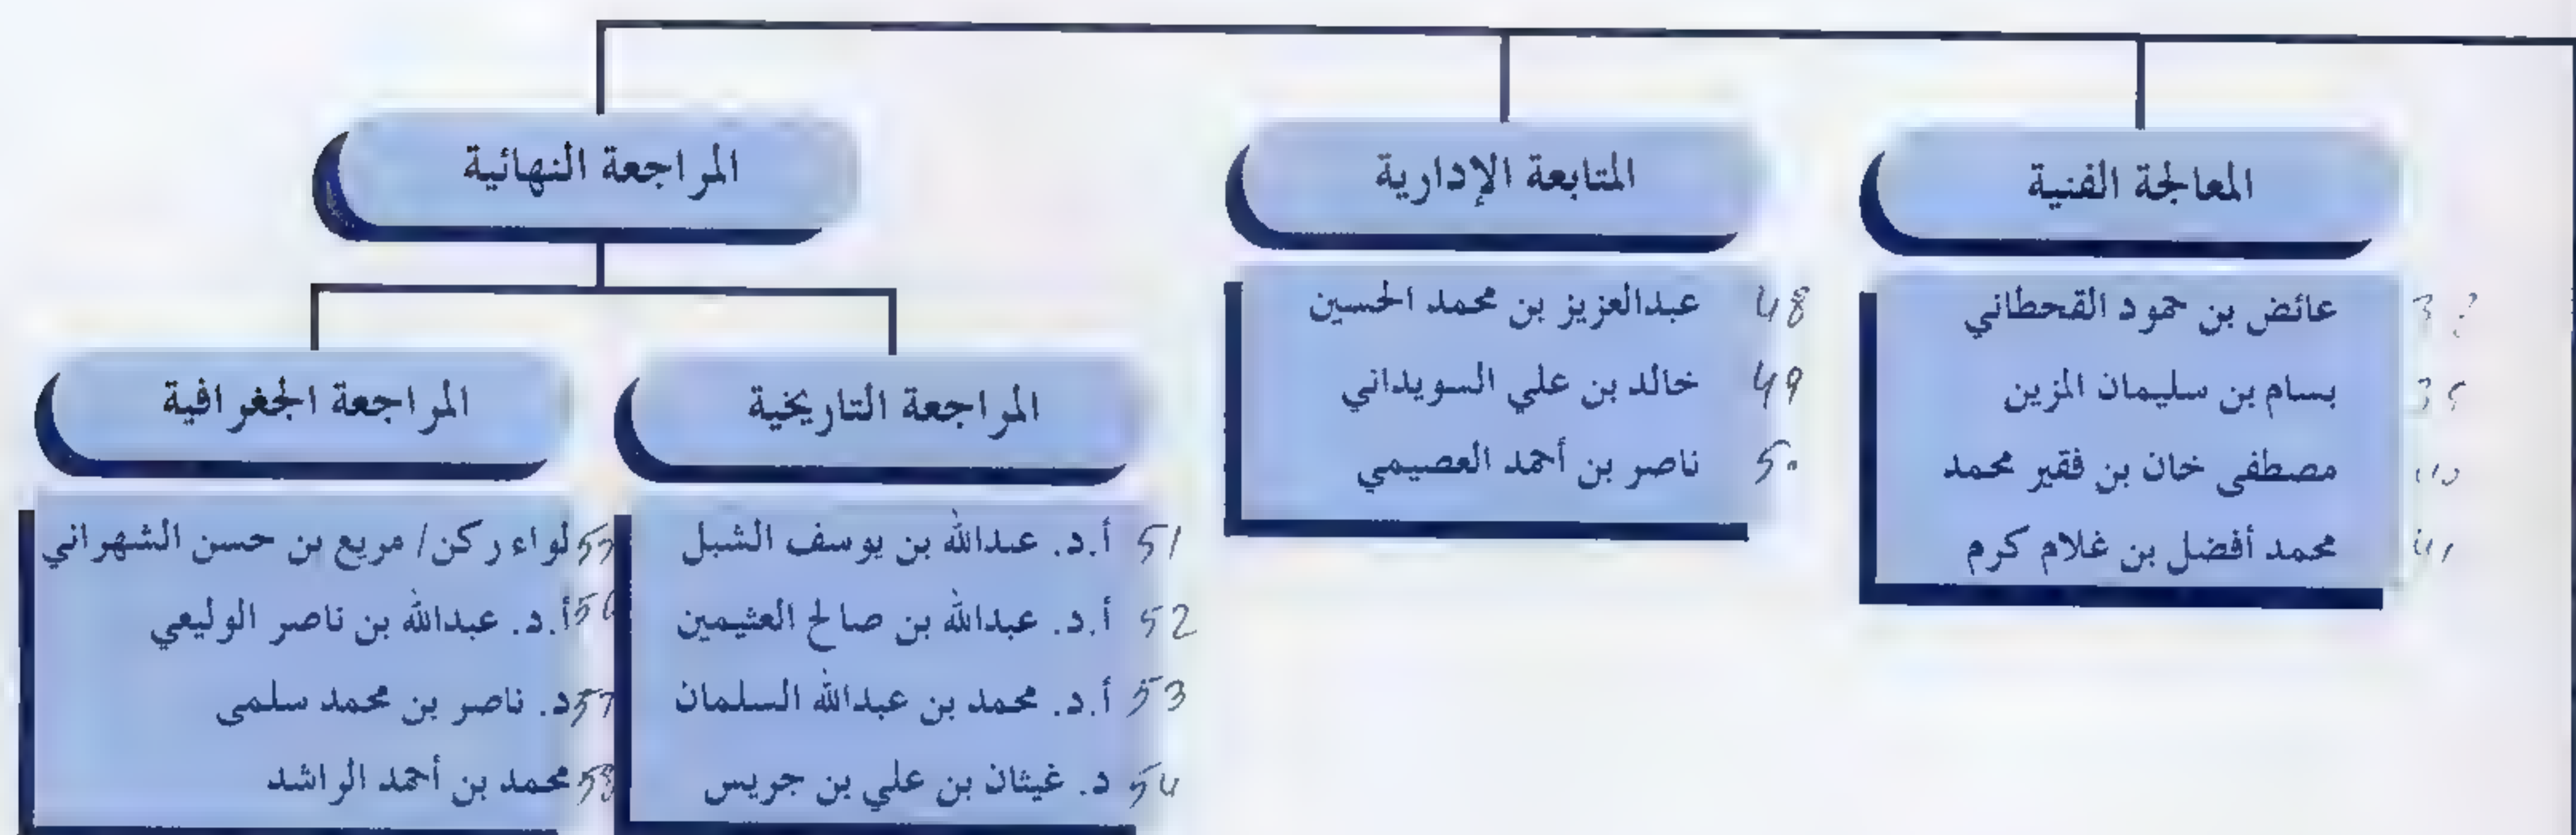 المعالجة الفنية
عائض بن حمود القحطاني
بسام بن سليمان المزين
مصطفى خان بن فقير محمد
محمد أفضل بن غلام كرم
المتابعة الإدارية
48 عبدالعزيز بن محمد الحسين
49 خالد بن علي السويداني
50 ناصر بن أحمد العصيمي
المراجعة النهائية
المراجعة التاريخية
51 أ.د. عبدالله بن يوسف الشبل
52 أ.د. عبدالله بن صالح العثيمين
53 أ.د. محمد بن عبدالله السلمان
54 د. غيثان بن علي بن جريس
المراجعة الجغرافية
55 لواء ركن/ مريع بن حسن الشهراني
56 أ.د. عبدالله بن ناصر الوليعي
57 د. ناصر بن محمد سلمى
58 محمد بن أحمد الراشد